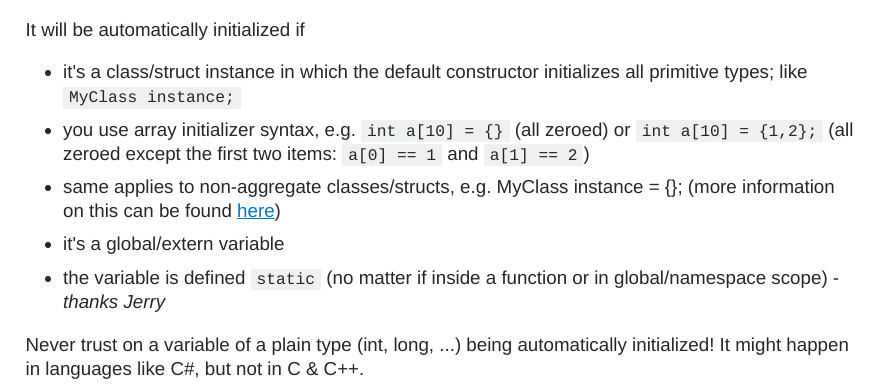 It will be automatically initialized if
• it's a class/struct instance in which the default constructor initializes all primitive types; like
MyClass instance;
• you use array initializer syntax, e.g. int a[10] = {} (all zeroed) or int a[10] = {1,2}; (all
zeroed except the first two items: a[0] == 1 and a[1] == 2)
• same applies to non-aggregate classes/structs, e.g. MyClass instance = {}; (more information
on this can be found here)
• it's a global/extern variable
• the variable is defined static (no matter if inside a function or in global/namespace scope) -
thanks Jerry
Never trust on a variable of a plain type (int, long, ...) being automatically initialized! It might happen
in languages like C#, but not in C & C++.